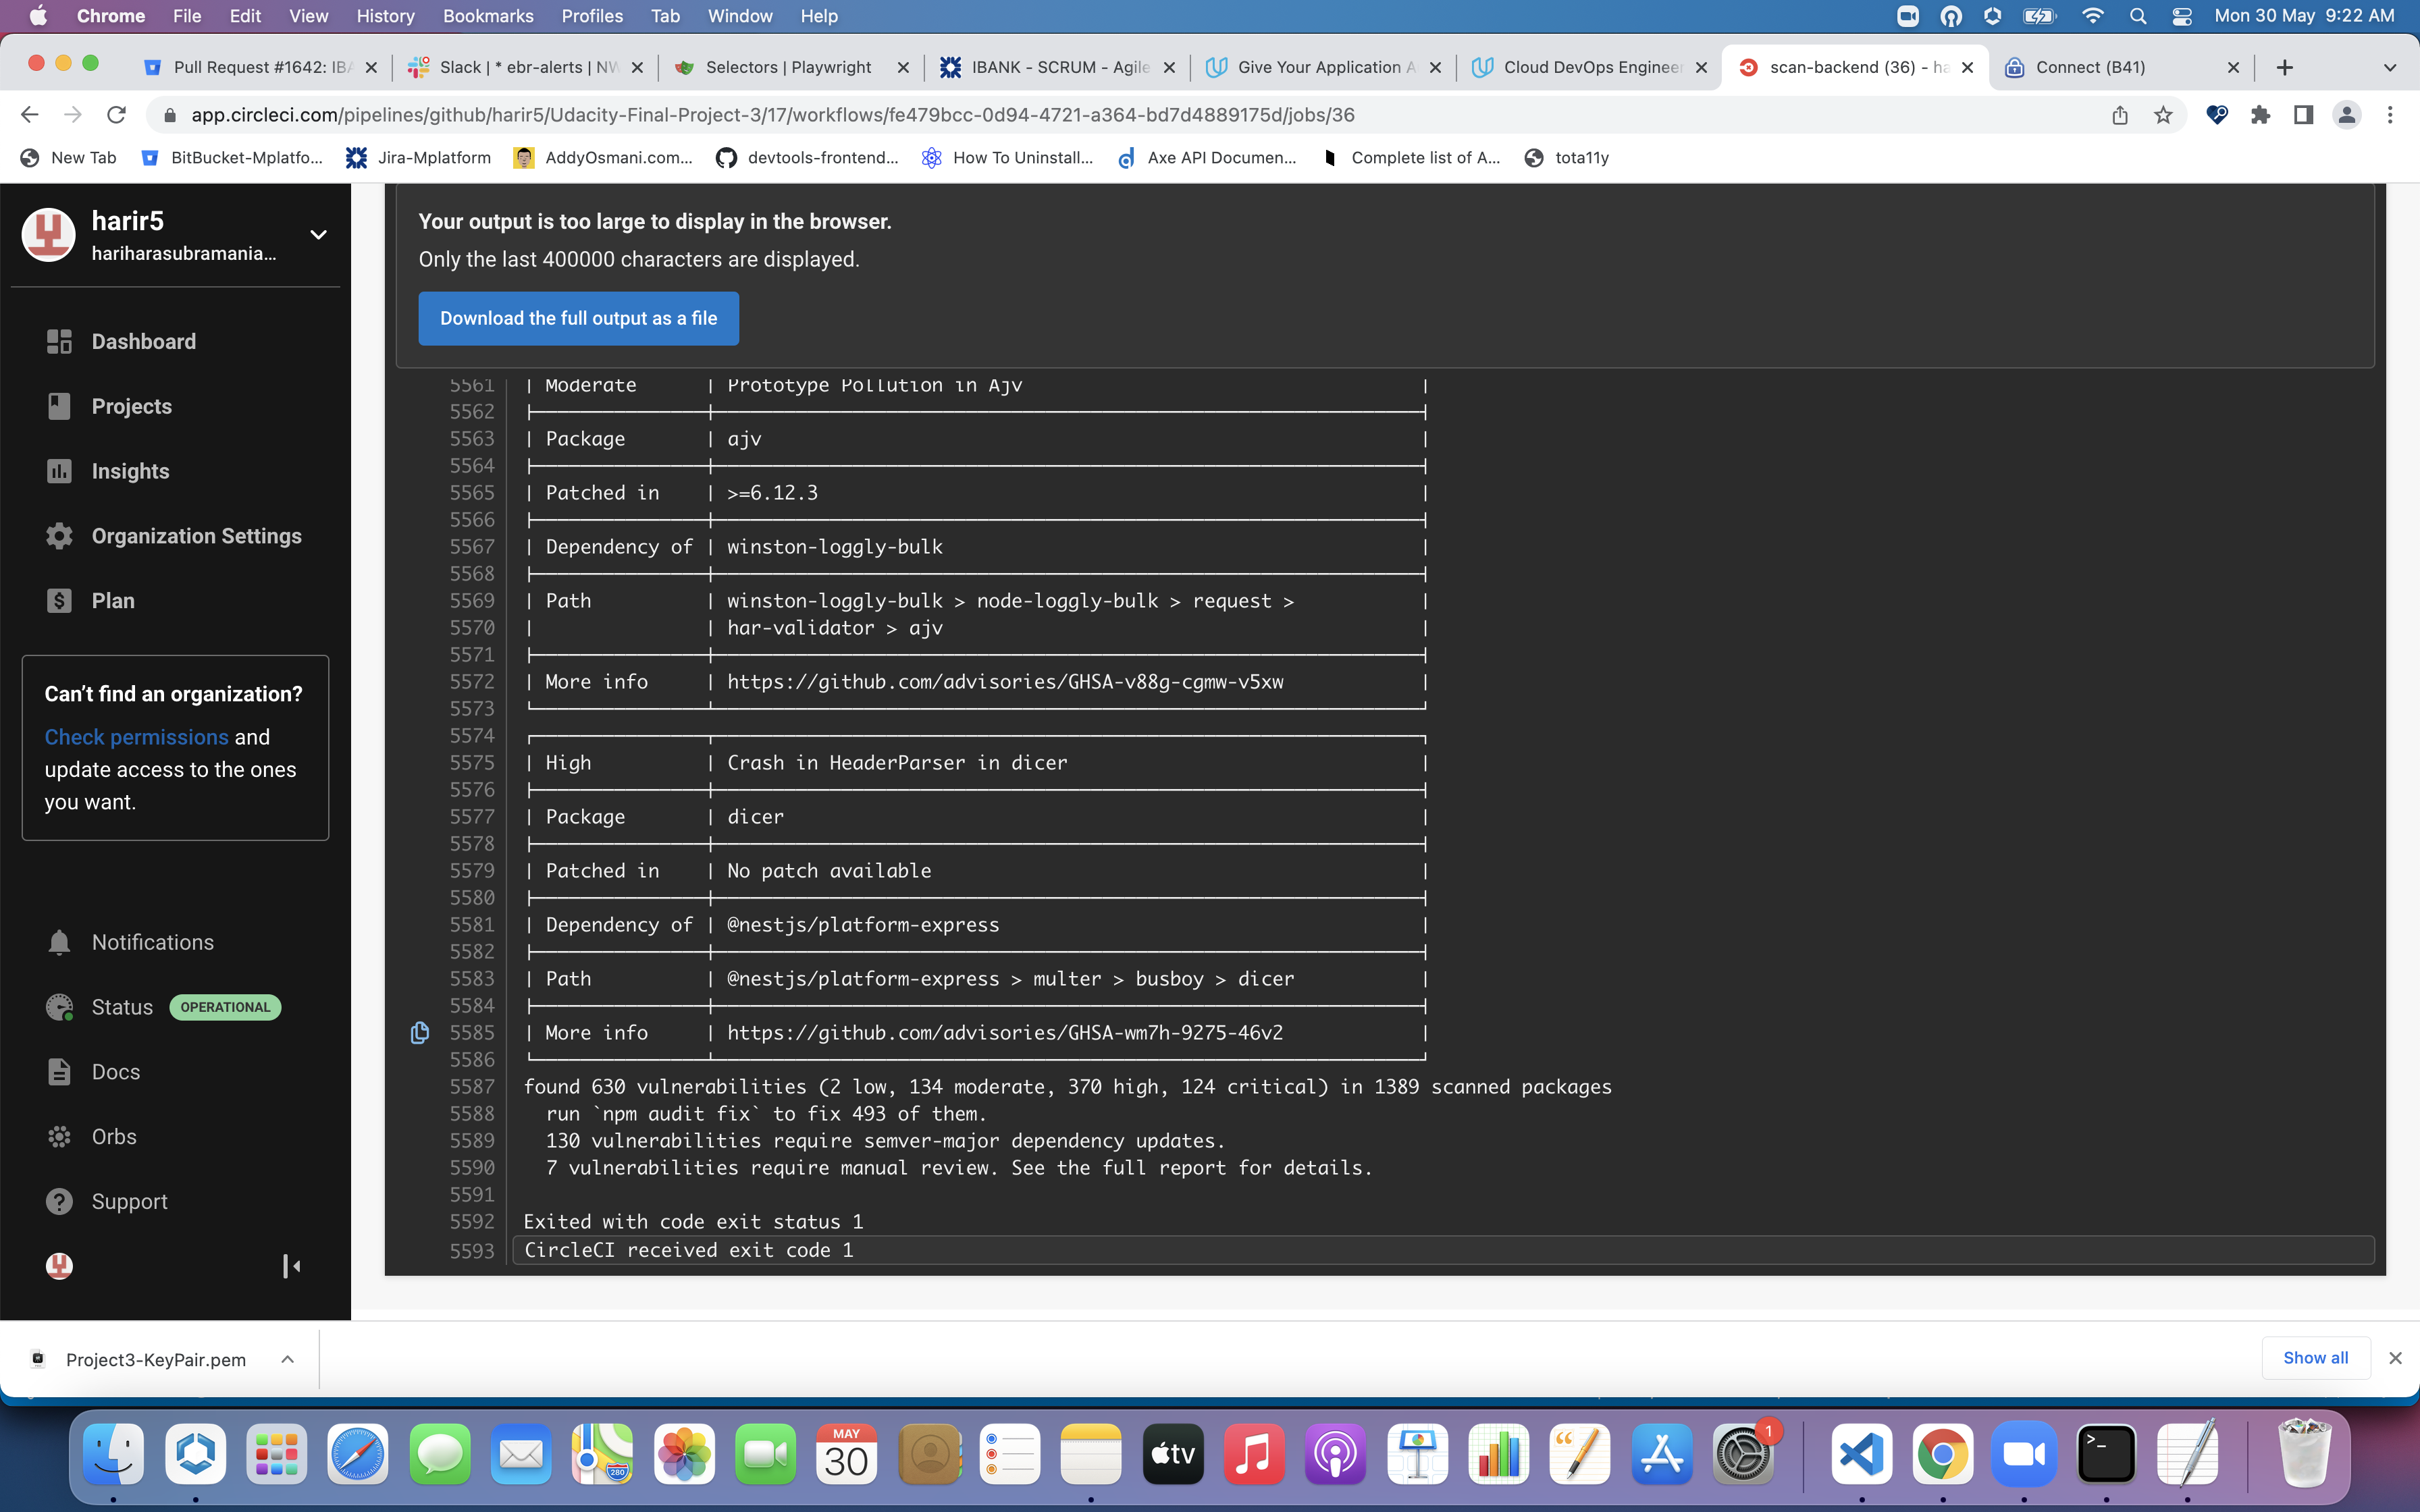 Chrome File Edit View History Bookmarks Profiles Tab Window Help
Mon 30 May 9:22 AM
Pull Request #1642: IBA
Slack | * ebr-alerts | NW
Selectors | Playwright
IBANK - SCRUM - Agile
Give Your Application A
Cloud DevOps Engineer
scan-backend (36) - ha
Connect (B41)
app.circleci.com/pipelines/github/harir5/Udacity-Final-Project-3/17/workflows/fe479bcc-0d94-4721-a364-bd7d4889175d/jobs/36
New Tab
BitBucket-Mplatfo...
Jira-Mplatform
AddyOsmani.com...
devtools-frontend...
How To Uninstall...
Axe API Documen...
Complete list of A...
tota11y
harir5
hariharasubramania...
Dashboard
Projects
Insights
Organization Settings
Plan
Can't find an organization?
Check permissions and
update access to the ones
you want.
Notifications
Status OPERATIONAL
Docs
Orbs
Support
Your output is too large to display in the browser.
Only the last 400000 characters are displayed.
Download the full output as a file
5561 | Moderate | Prototype Pollution in Ajv |
5562
5563 | Package | ajv |
5564
5565 | Patched in | >=6.12.3 |
5566
5567 | Dependency of | winston-loggly-bulk |
5568
5569 | Path | winston-loggly-bulk > node-loggly-bulk > request > |
5570 | | har-validator > ajv |
5571
5572 | More info | https://github.com/advisories/GHSA-v88g-cgmw-v5xw |
5573
5574
5575 | High | Crash in HeaderParser in dicer |
5576
5577 | Package | dicer |
5578
5579 | Patched in | No patch available |
5580
5581 | Dependency of | @nestjs/platform-express |
5582
5583 | Path | @nestjs/platform-express > multer > busboy > dicer |
5584
5585 | More info | https://github.com/advisories/GHSA-wm7h-9275-46v2 |
5586
5587 found 630 vulnerabilities (2 low, 134 moderate, 370 high, 124 critical) in 1389 scanned packages
5588 run `npm audit fix` to fix 493 of them.
5589 130 vulnerabilities require semver-major dependency updates.
5590 7 vulnerabilities require manual review. See the full report for details.
5591
5592 Exited with code exit status 1
5593 CircleCI received exit code 1
Project3-KeyPair.pem
Show all
MAY
30
280
tv
1